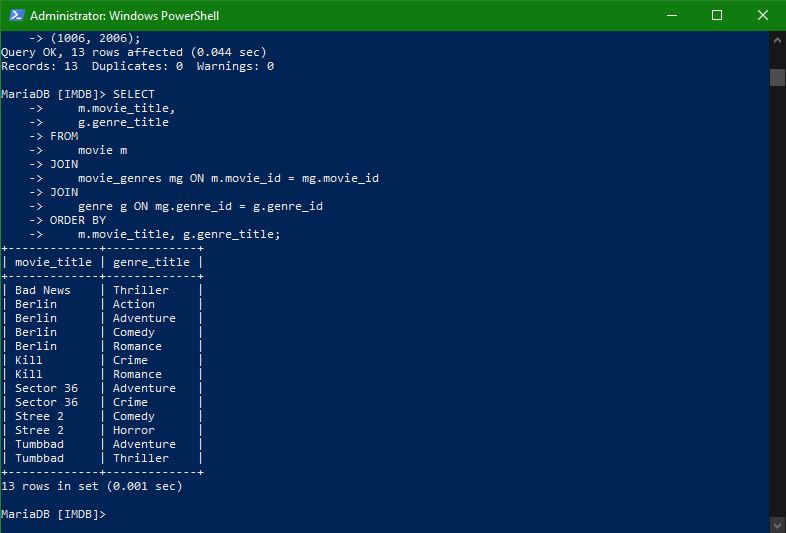 Administrator: Windows PowerShell
    -> (1006, 2006);
Query OK, 13 rows affected (0.044 sec)
Records: 13  Duplicates: 0  Warnings: 0
MariaDB [IMDB]> SELECT
    ->     m.movie_title,
    ->     g.genre_title
    -> FROM
    ->     movie m
    -> JOIN
    ->     movie_genres mg ON m.movie_id = mg.movie_id
    -> JOIN
    ->     genre g ON mg.genre_id = g.genre_id
    -> ORDER BY
    ->     m.movie_title, g.genre_title;
+-------------+-------------+
| movie_title | genre_title |
+-------------+-------------+
| Bad News    | Thriller    |
| Berlin      | Action      |
| Berlin      | Adventure   |
| Berlin      | Comedy      |
| Berlin      | Romance     |
| Kill        | Crime       |
| Kill        | Romance     |
| Sector 36   | Adventure   |
| Sector 36   | Crime       |
| Stree 2     | Comedy      |
| Stree 2     | Horror      |
| Tumbbad     | Adventure   |
| Tumbbad     | Thriller    |
+-------------+-------------+
13 rows in set (0.001 sec)
MariaDB [IMDB]>